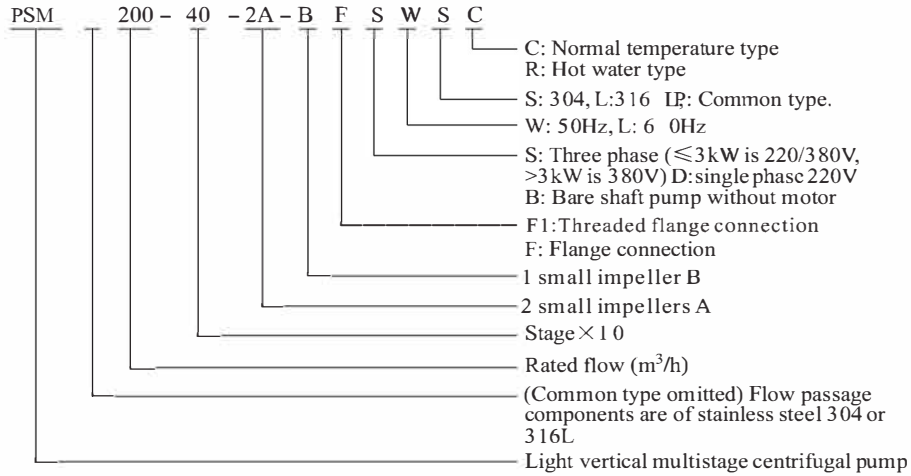 PSM 200 - 40 - 2A - B F S W S C
C: Normal temperature type
R: Hot water type
S: 304, L:316 LP: Common type.
W: 50Hz, L: 6 0Hz
S: Three phase (≤3kW is 220/380V,
>3kW is 380V) D:single phase 220V
B: Bare shaft pump without motor
F1:Threaded flange connection
F: Flange connection
1 small impeller B
2 small impellers A
Stage×10
Rated flow (m³/h)
(Common type omitted) Flow passage
components are of stainless steel 304 or
316L
Light vertical multistage centrifugal pump